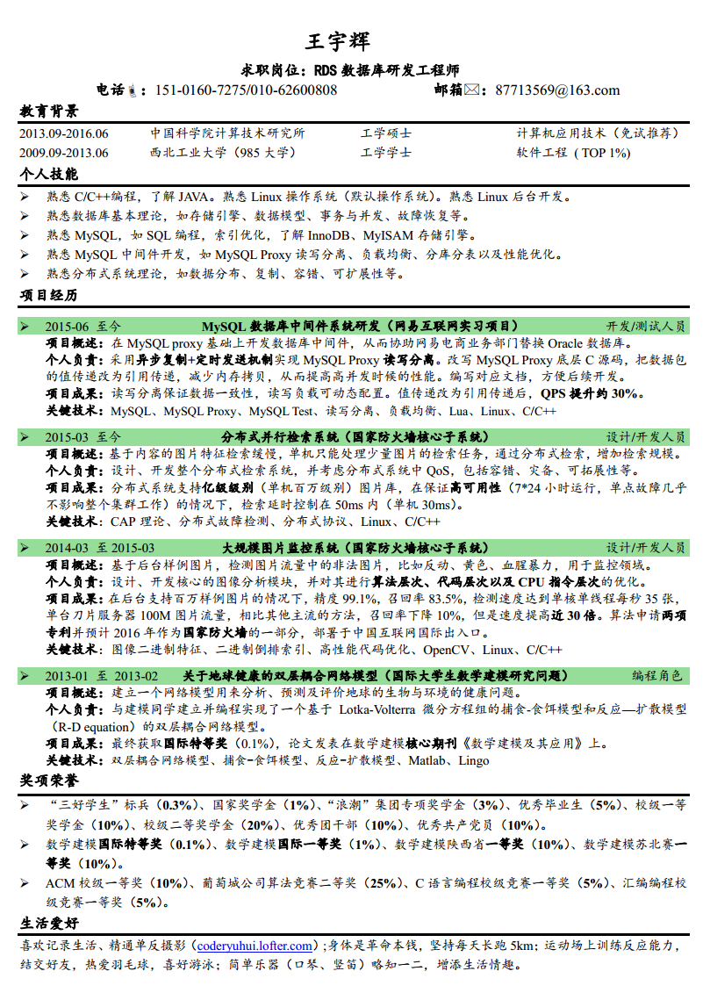 王宇辉
求职岗位：RDS 数据库研发工程师
电话：151-0160-7275/010-62600808 邮箱：87713569@163.com
教育背景
2013.09-2016.06 中国科学院计算技术研究所 工学硕士 计算机应用技术（免试推荐）
2009.09-2013.06 西北工业大学（985 大学） 工学学士 软件工程 ( TOP 1%)
个人技能
➢ 熟悉 C/C++编程，了解 JAVA。熟悉 Linux 操作系统（默认操作系统）。熟悉 Linux 后台开发。
➢ 熟悉数据库基本理论，如存储引擎、数据模型、事务与并发、故障恢复等。
➢ 熟悉 MySQL，如 SQL 编程，索引优化，了解 InnoDB、MyISAM 存储引擎。
➢ 熟悉 MySQL 中间件开发，如 MySQL Proxy 读写分离、负载均衡、分库分表以及性能优化。
➢ 熟悉分布式系统理论，如数据分布、复制、容错、可扩展性等。
项目经历
➢ 2015-06 至今 MySQL 数据库中间件系统研发（网易互联网实习项目） 开发/测试人员
项目概述：在 MySQL proxy 基础上开发数据库中间件，从而协助网易电商业务部门替换 Oracle 数据库。
个人负责：采用异步复制+定时发送机制实现 MySQL Proxy 读写分离。改写 MySQL Proxy 底层 C 源码，把数据包
的值传递改为引用传递，减少内存拷贝，从而提高高并发时候的性能。编写对应文档，方便后续开发。
项目成果：读写分离保证数据一致性，读写负载可动态配置。值传递改为引用传递后，QPS 提升约 30%。
关键技术：MySQL、MySQL Proxy、MySQL Test、读写分离、负载均衡、Lua、Linux、C/C++
➢ 2015-03 至今 分布式并行检索系统（国家防火墙核心子系统） 设计/开发人员
项目概述：基于内容的图片特征检索缓慢，单机只能处理少量图片的检索任务，通过分布式检索，增加检索规模。
个人负责：设计、开发整个分布式检索系统，并考虑分布式系统中 QoS，包括容错、灾备、可拓展性等。
项目成果：分布式系统支持亿级级别（单机百万级别）图片库，在保证高可用性（7*24 小时运行，单点故障几乎
不影响整个集群工作）的情况下，检索延时控制在 50ms 内（单机 30ms）。
关键技术：CAP 理论、分布式故障检测、分布式协议、Linux、C/C++
➢ 2014-03 至 2015-03 大规模图片监控系统（国家防火墙核心子系统） 设计/开发人员
项目概述：基于后台样例图片，检测图片流量中的非法图片，比如反动、黄色、血腥暴力，用于监控领域。
个人负责：设计、开发核心的图像分析模块，并对其进行算法层次、代码层次以及 CPU 指令层次的优化。
项目成果：在后台支持百万样例图片的情况下，精度 99.1%，召回率 83.5%，检测速度达到单核单线程每秒 35 张，
单台刀片服务器 100M 图片流量，相比其他主流的方法，召回率下降 10%，但是速度提高近 30 倍。算法申请两项
专利并预计 2016 年作为国家防火墙的一部分，部署于中国互联网国际出入口。
关键技术：图像二进制特征、二进制倒排索引、高性能代码优化、OpenCV、Linux、C/C++
➢ 2013-01 至 2013-02 关于地球健康的双层耦合网络模型（国际大学生数学建模研究问题） 编程角色
项目概述：建立一个网络模型用来分析、预测及评价地球的生物与环境的健康问题。
个人负责：与建模同学建立并编程实现了一个基于 Lotka-Volterra 微分方程组的捕食-食饵模型和反应—扩散模型
（R-D equation）的双层耦合网络模型。
项目成果：最终获取国际特等奖（0.1%），论文发表在数学建模核心期刊《数学建模及其应用》上。
关键技术：双层耦合网络模型、捕食-食饵模型、反应-扩散模型、Matlab、Lingo
奖项荣誉
➢ “三好学生”标兵（0.3%）、国家奖学金（1%）、“浪潮”集团专项奖学金（3%）、优秀毕业生（5%）、校级一等
奖学金（10%）、校级二等奖学金（20%）、优秀团干部（10%）、优秀共产党员（10%）。
➢ 数学建模国际特等奖（0.1%）、数学建模国际一等奖（1%）、数学建模陕西省一等奖（10%）、数学建模苏北赛一
等奖（10%）。
➢ ACM 校级一等奖（10%）、葡萄城公司算法竞赛二等奖（25%）、C 语言编程校级竞赛一等奖（5%）、汇编编程校
级竞赛一等奖（5%）。
生活爱好
喜欢记录生活、精通单反摄影（coderyuhui.lofter.com）;身体是革命本钱，坚持每天长跑 5km；运动场上训练反应能力，
结交好友，热爱羽毛球，喜好游泳；简单乐器（口琴、竖笛）略知一二，增添生活情趣。